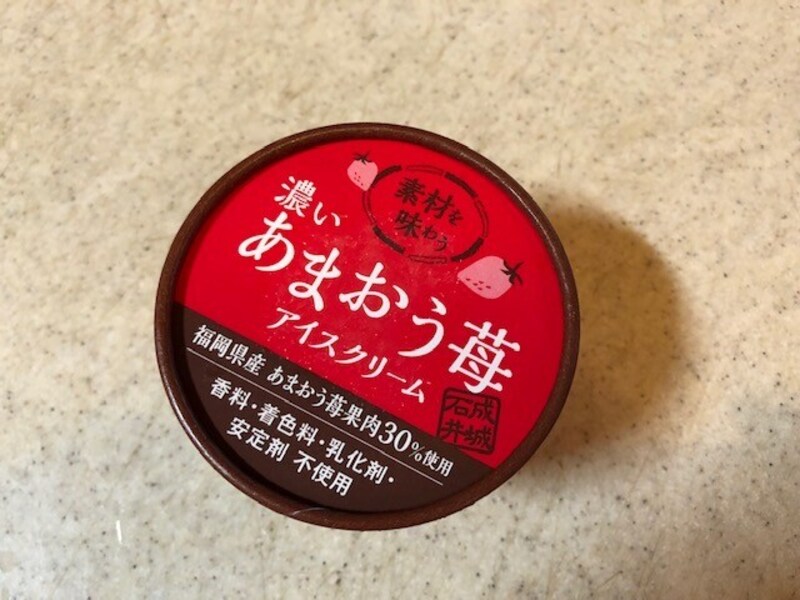 素材を
味わう
濃い
あまおう苺
アイスクリーム
成城
石井
福岡県産 あまおう苺果肉30%使用
香料・着色料・乳化剤・
安定剤 不使用